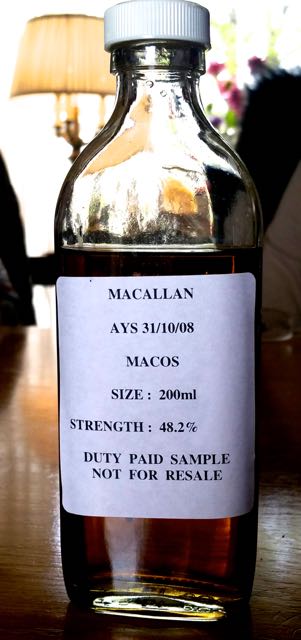 MACALLAN
AYS 31/10/08
MACOS
SIZE : 200ml
STRENGTH : 48.2%
DUTY PAID SAMPLE
NOT FOR RESALE